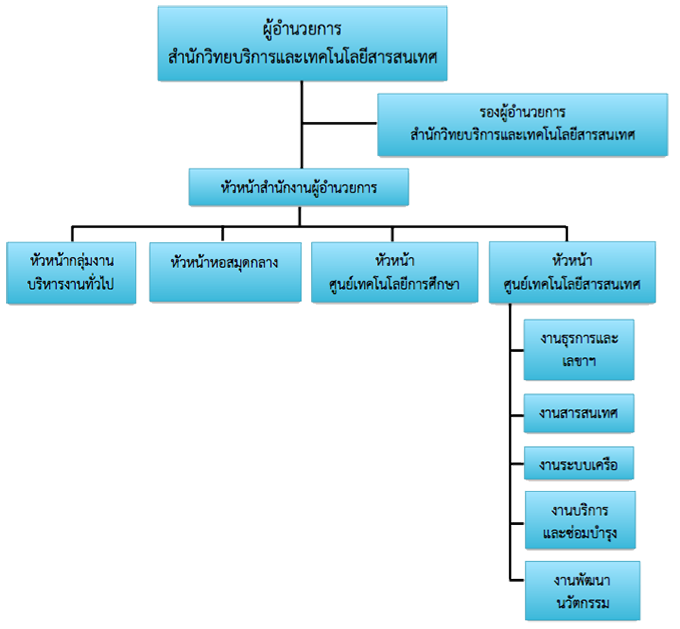 ผู้อำนวยการ
สำนักวิทยบริการและเทคโนโลยีสารสนเทศ
รองผู้อำนวยการ
สำนักวิทยบริการและเทคโนโลยีสารสนเทศ
หัวหน้าสำนักงานผู้อำนวยการ
หัวหน้ากลุ่มงาน
บริหารงานทั่วไป
หัวหน้าหอสมุดกลาง
หัวหน้า
ศูนย์เทคโนโลยีการศึกษา
หัวหน้า
ศูนย์เทคโนโลยีสารสนเทศ
งานธุรการและ
เลขาฯ
งานสารสนเทศ
งานระบบเครือ
งานบริการ
และซ่อมบำรุง
งานพัฒนา
นวัตกรรม